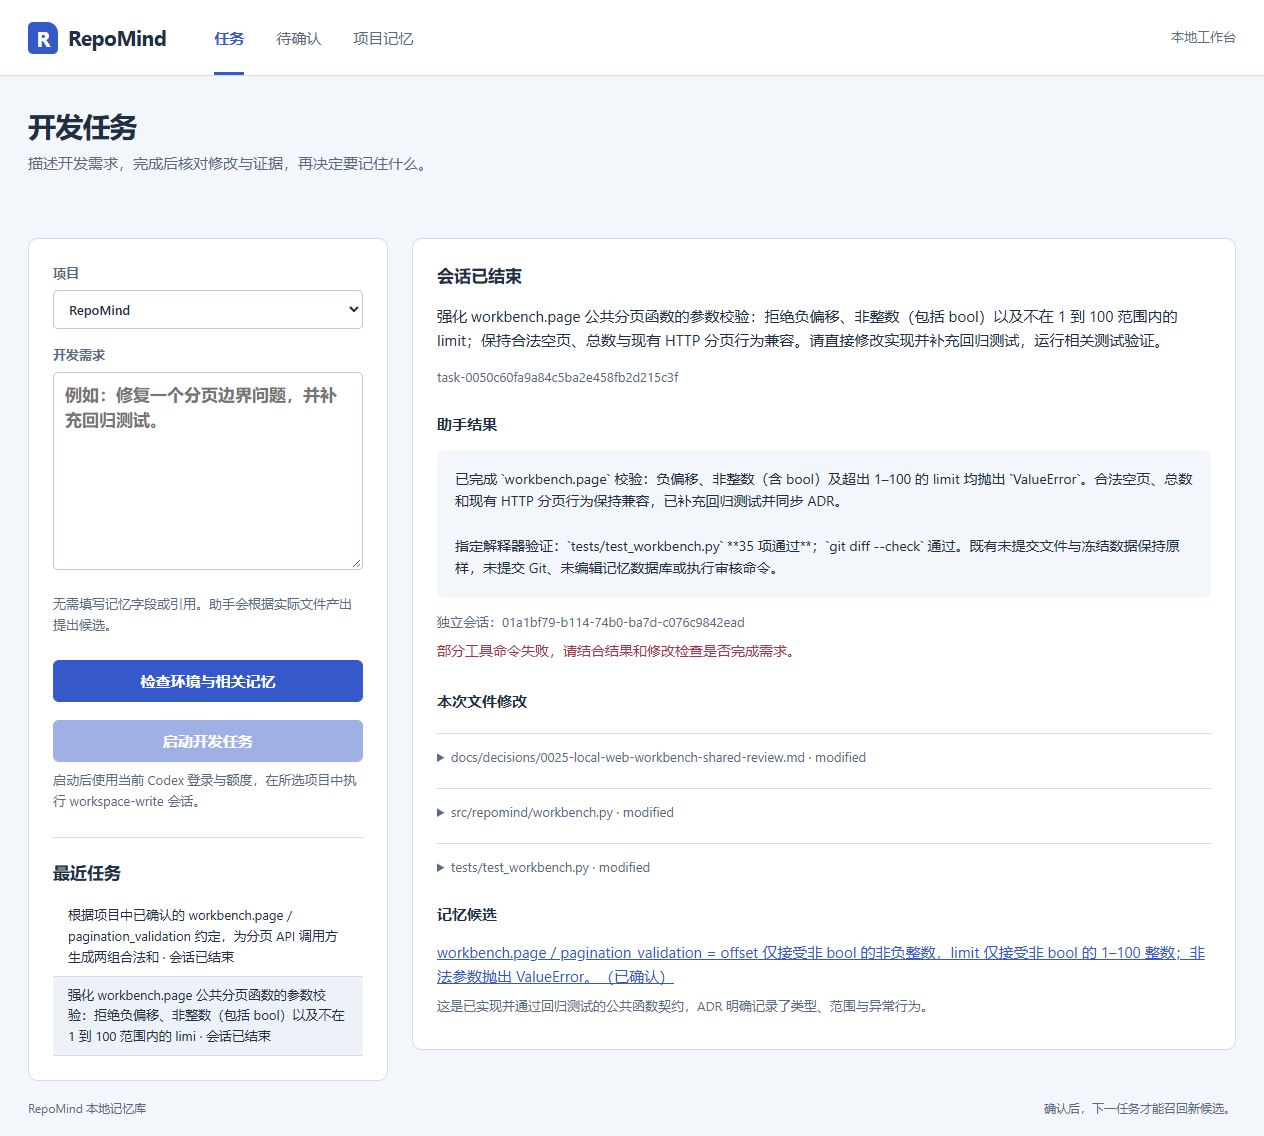 R RepoMind 任务 待确认 项目记忆 本地工作台
开发任务
描述开发需求，完成后核对修改与证据，再决定要记住什么。
项目
RepoMind
开发需求
例如：修复一个分页边界问题，并补
充回归测试。
无需填写记忆字段或引用。助手会根据实际文件产出
提出候选。
检查环境与相关记忆
启动开发任务
启动后使用当前 Codex 登录与额度，在所选项目中执
行 workspace-write 会话。
最近任务
根据项目中已确认的 workbench.page /
pagination_validation 约定，为分页 API 调用方
生成两组合法和 · 会话已结束
强化 workbench.page 公共分页函数的参数校
验：拒绝负偏移、非整数（包括 bool）以及不在
1 到 100 范围内的 limi · 会话已结束
会话已结束
强化 workbench.page 公共分页函数的参数校验：拒绝负偏移、非整数（包括 bool）以及不在 1 到 100 范围内的
limit；保持合法空页、总数与现有 HTTP 分页行为兼容。请直接修改实现并补充回归测试，运行相关测试验证。
task-0050c60fa9a84c5ba2e458fb2d215c3f
助手结果
已完成 `workbench.page` 校验：负偏移、非整数（含 bool）及超出 1–100 的 limit 均抛出 `ValueError`。合法空页、总数
和现有 HTTP 分页行为保持兼容，已补充回归测试并同步 ADR。
指定解释器验证：`tests/test_workbench.py` **35 项通过**；`git diff --check` 通过。既有未提交文件与冻结数据保持原
样，未提交 Git、未编辑记忆数据库或执行审核命令。
独立会话：01a1bf79-b114-74b0-ba7d-c076c9842ead
部分工具命令失败，请结合结果和修改检查是否完成需求。
本次文件修改
docs/decisions/0025-local-web-workbench-shared-review.md · modified
src/repomind/workbench.py · modified
tests/test_workbench.py · modified
记忆候选
workbench.page / pagination_validation = offset 仅接受非 bool 的非负整数，limit 仅接受非 bool 的 1–100 整数；非
法参数抛出 ValueError。（已确认）
这是已实现并通过回归测试的公共函数契约，ADR 明确记录了类型、范围与异常行为。
RepoMind 本地记忆库
确认后，下一任务才能召回新候选。